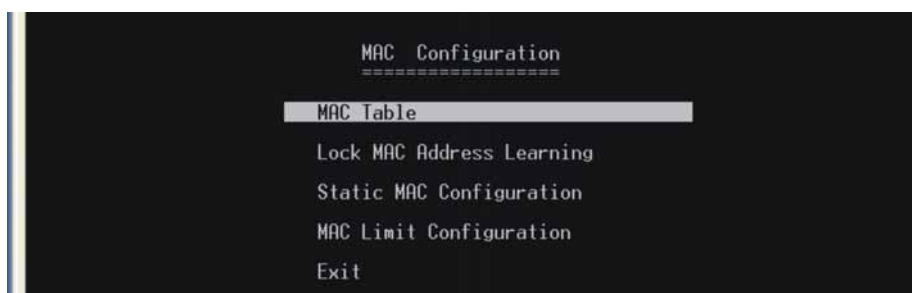 MAC  Configuration
==================
MAC Table
Lock MAC Address Learning
Static MAC Configuration
MAC Limit Configuration
Exit